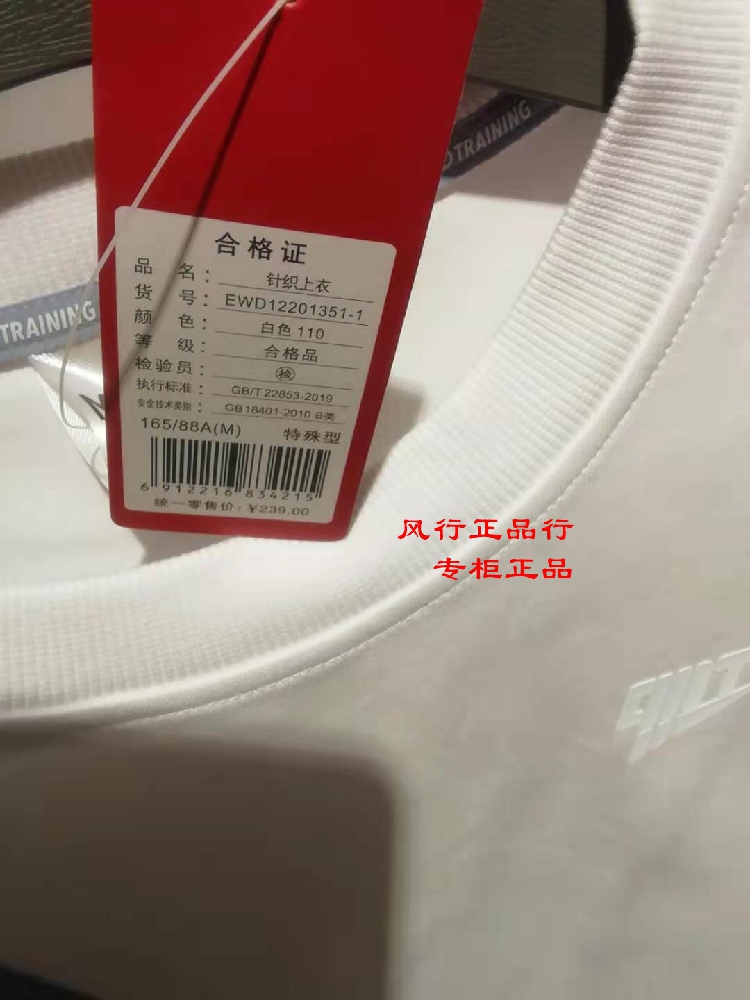 TRAINING
合格证
品 名： 针织上衣
货 号： EWD12201351-1
颜 色： 白色 110
等 级： 合格品
检验员： 检
执行标准： GB/T 22853-2019
安全技术类别： GB 18401-2010 B类
165/88A(M) 特殊型
6 912216 834215
统一零售价：¥239.00
TRAINING
M
风行正品行
专柜正品